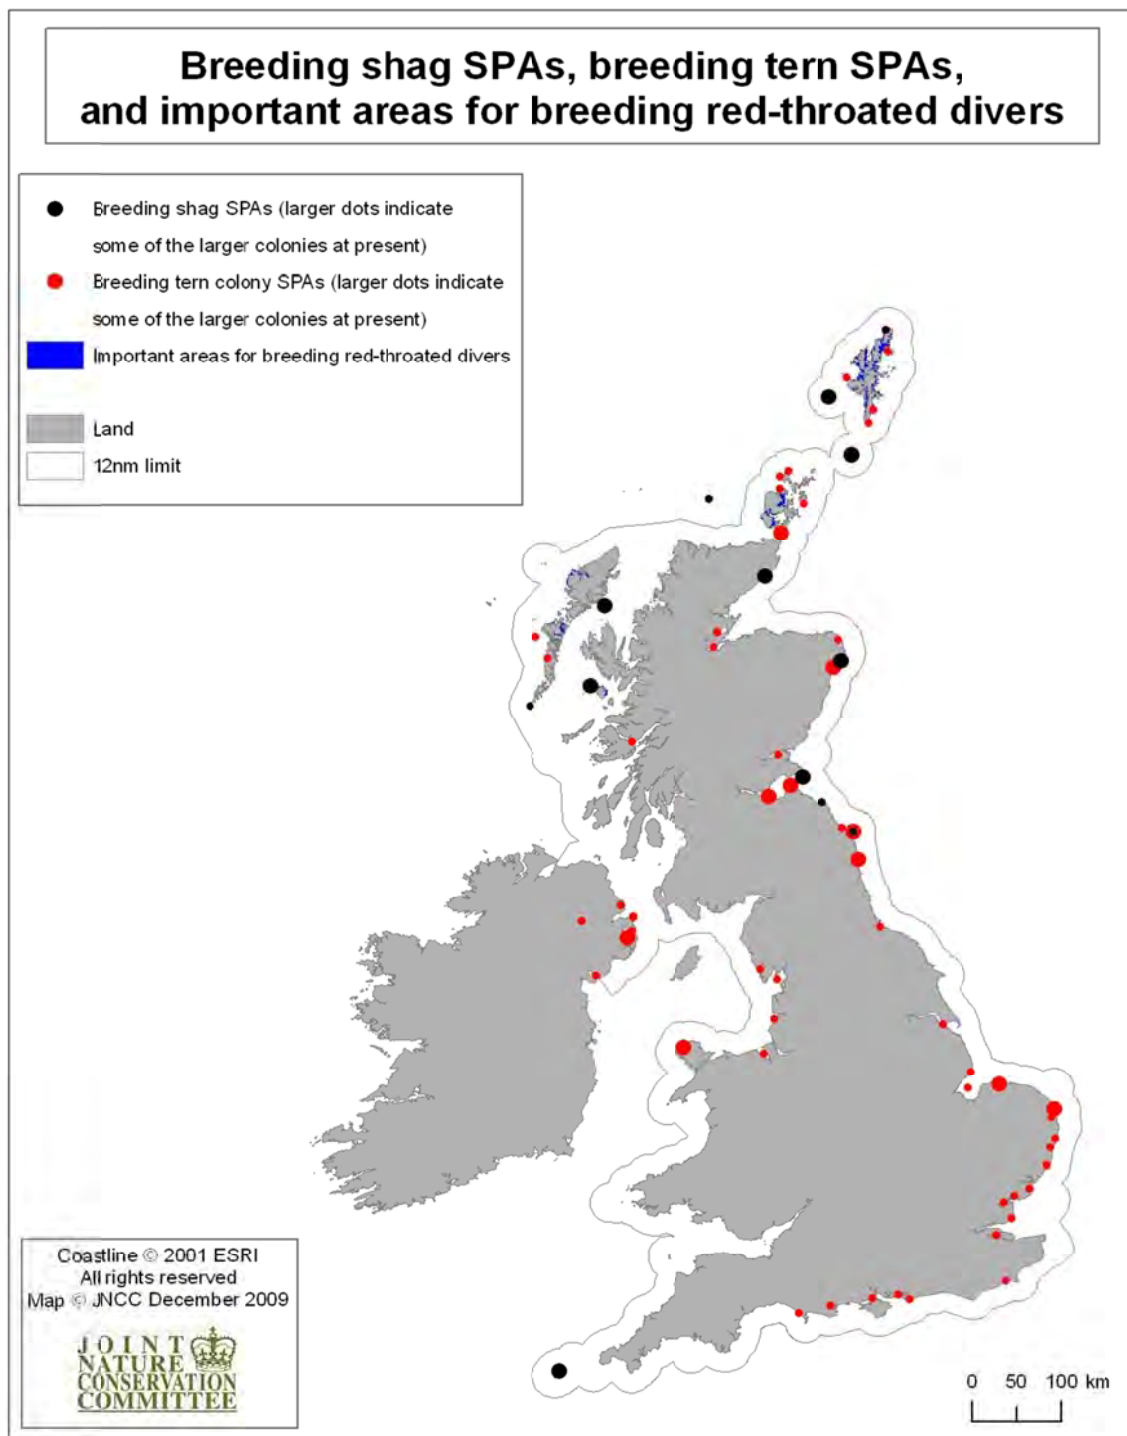 Breeding shag SPAs, breeding tern SPAs,
and important areas for breeding red-throated divers
Breeding shag SPAs (larger dots indicate
some of the larger colonies at present)
Breeding tern colony SPAs (larger dots indicate
some of the larger colonies at present)
Important areas for breeding red-throated divers
Land
12nm limit
Coastline © 2001 ESRI
All rights reserved
Map © JNCC December 2009
JOINT
NATURE
CONSERVATION
COMMITTEE
0 50 100 km